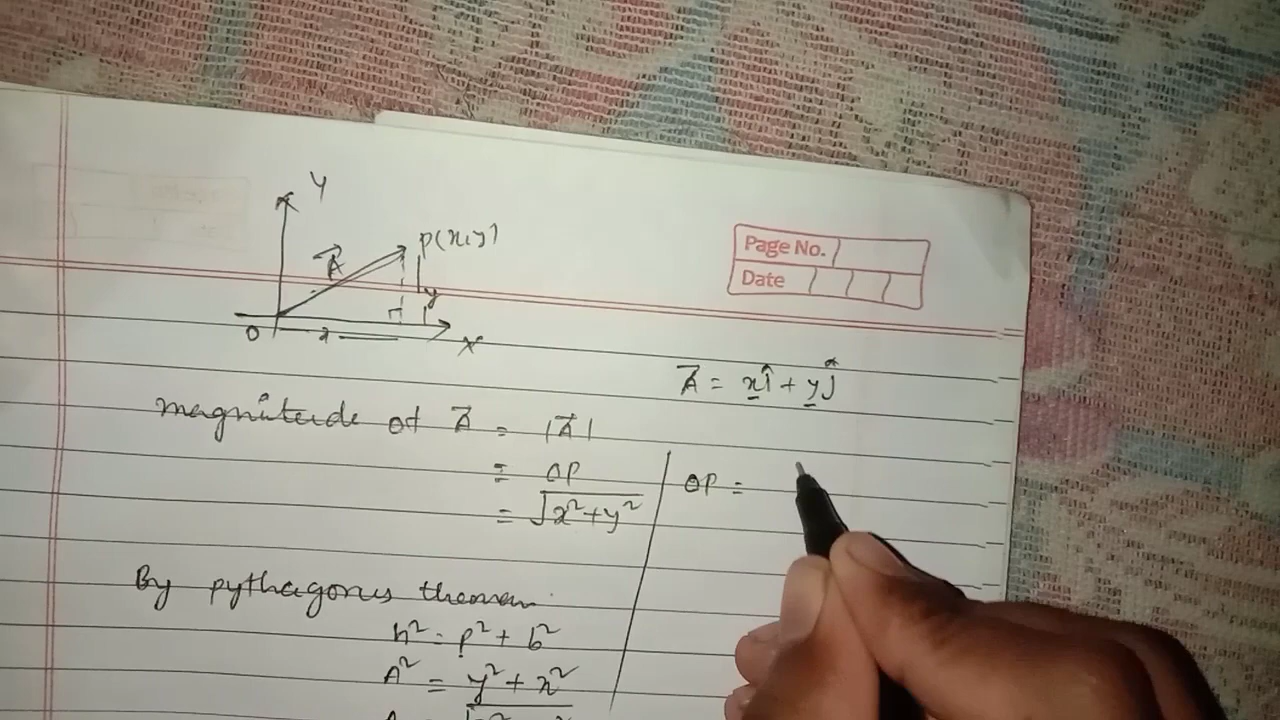 Y
P(x,y)
A⃗
y
O
x
X
Page No.
Date
A⃗ = xî + yĵ
magnitude of A⃗ = |A⃗|
= OP
= √x²+y²
OP =
By pythagorus theorem
h² = p² + b²
A² = y² + x²